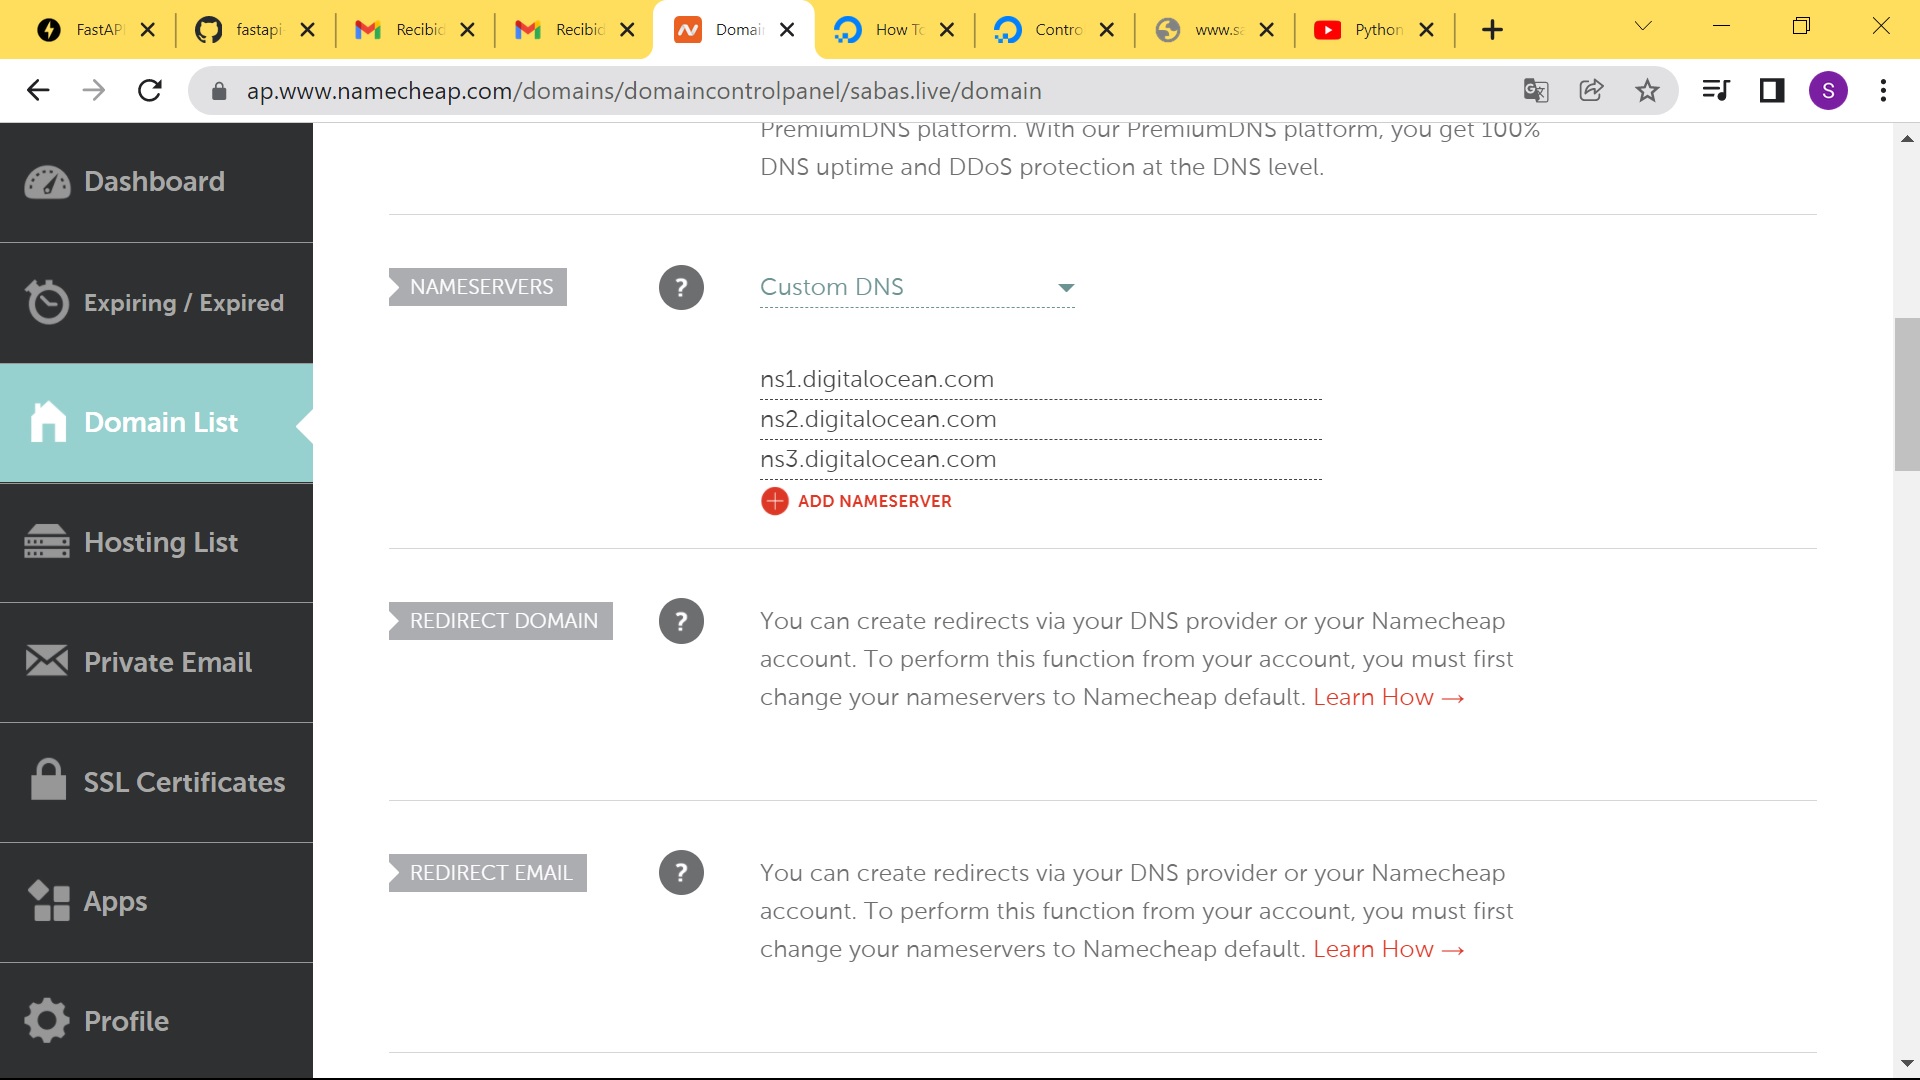 FastAPI
fastapi-
Recibid
Recibid
Domain
How To
Contro
www.sa
Python
ap.www.namecheap.com/domains/domaincontrolpanel/sabas.live/domain
S
Dashboard
Expiring / Expired
Domain List
Hosting List
Private Email
SSL Certificates
Apps
Profile
PremiumDNS platform. With our PremiumDNS platform, you get 100%
DNS uptime and DDoS protection at the DNS level.
NAMESERVERS
?
Custom DNS
ns1.digitalocean.com
ns2.digitalocean.com
ns3.digitalocean.com
ADD NAMESERVER
REDIRECT DOMAIN
?
You can create redirects via your DNS provider or your Namecheap
account. To perform this function from your account, you must first
change your nameservers to Namecheap default. Learn How →
REDIRECT EMAIL
?
You can create redirects via your DNS provider or your Namecheap
account. To perform this function from your account, you must first
change your nameservers to Namecheap default. Learn How →